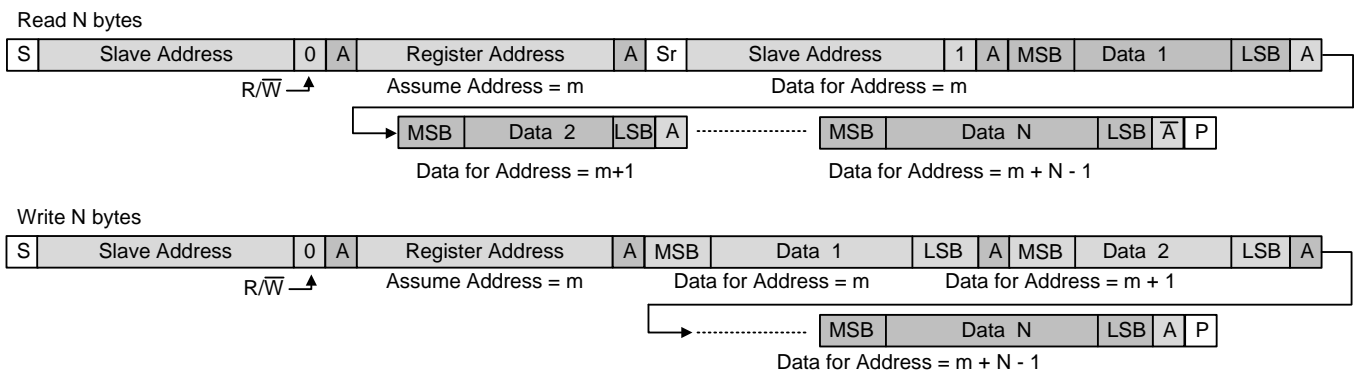 Read N bytes
S Slave Address 0 A Register Address A Sr Slave Address 1 A MSB Data 1 LSB A
R/W̅ Assume Address = m Data for Address = m
MSB Data 2 LSB A MSB Data N LSB A̅ P
Data for Address = m+1 Data for Address = m + N - 1
Write N bytes
S Slave Address 0 A Register Address A MSB Data 1 LSB A MSB Data 2 LSB A
R/W̅ Assume Address = m Data for Address = m Data for Address = m + 1
MSB Data N LSB A P
Data for Address = m + N - 1